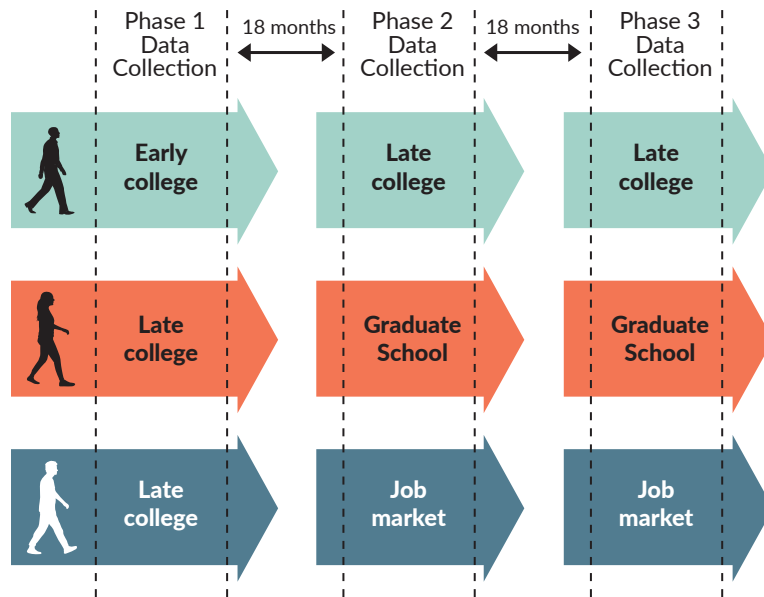 Phase 1
Data
Collection
18 months
Phase 2
Data
Collection
18 months
Phase 3
Data
Collection
Early
college
Late
college
Late
college
Late
college
Graduate
School
Graduate
School
Late
college
Job
market
Job
market